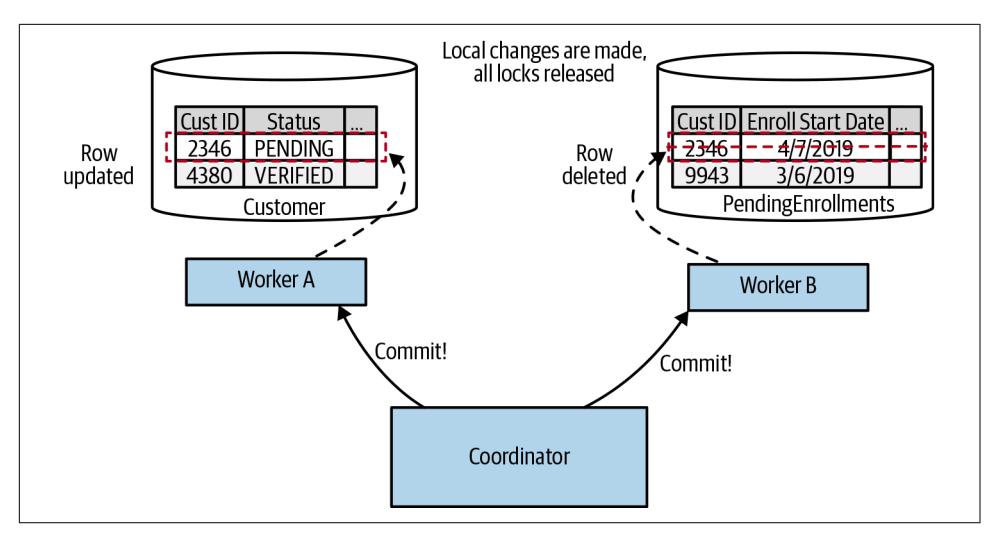 Local changes are made,
all locks released
Cust ID Status ...
2346 PENDING
4380 VERIFIED
Customer
Row
updated
Cust ID Enroll Start Date ...
2346 4/7/2019
9943 3/6/2019
PendingEnrollments
Row
deleted
Worker A
Worker B
Commit!
Commit!
Coordinator